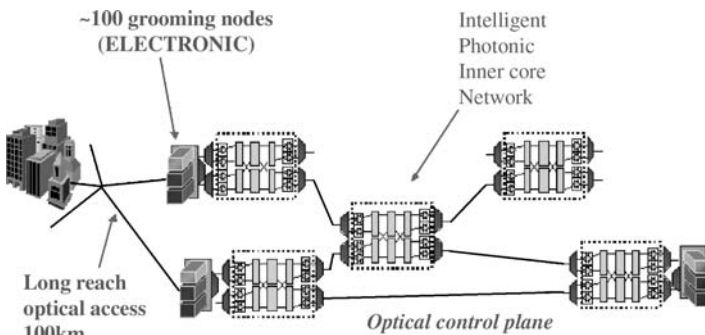 ~100 grooming nodes
(ELECTRONIC)
Intelligent
Photonic
Inner core
Network
Long reach
optical access
100km
Optical control plane